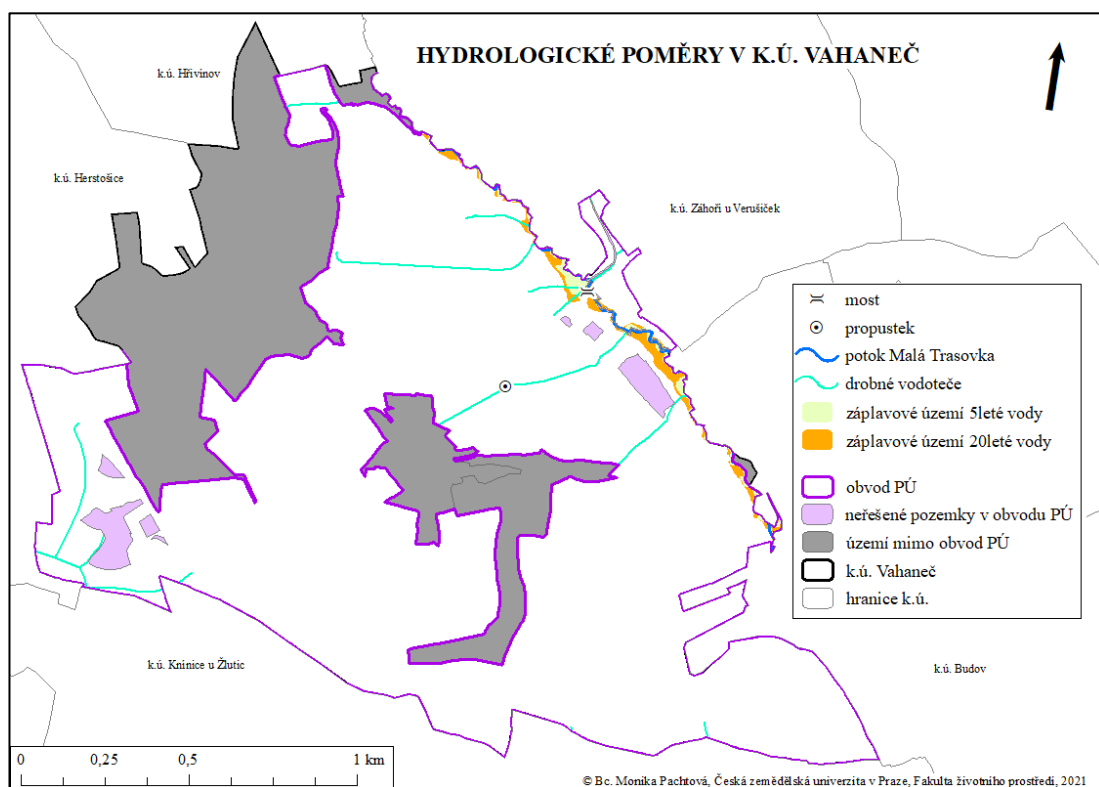 HYDROLOGICKÉ POMĚRY V K.Ú. VAHANEČ
k.ú. Hřivínov
k.ú. Herstošice
k.ú. Záhoří u Verušiček
most
propustek
potok Malá Trasovka
drobné vodoteče
záplavové území 5leté vody
záplavové území 20leté vody
obvod PÚ
neřešené pozemky v obvodu PÚ
území mimo obvod PÚ
k.ú. Vahaneč
hranice k.ú.
k.ú. Knínice u Žlutic
k.ú. Budov
0 0,25 0,5 1 km
© Bc. Monika Pachtová, Česká zemědělská univerzita v Praze, Fakulta životního prostředí, 2021